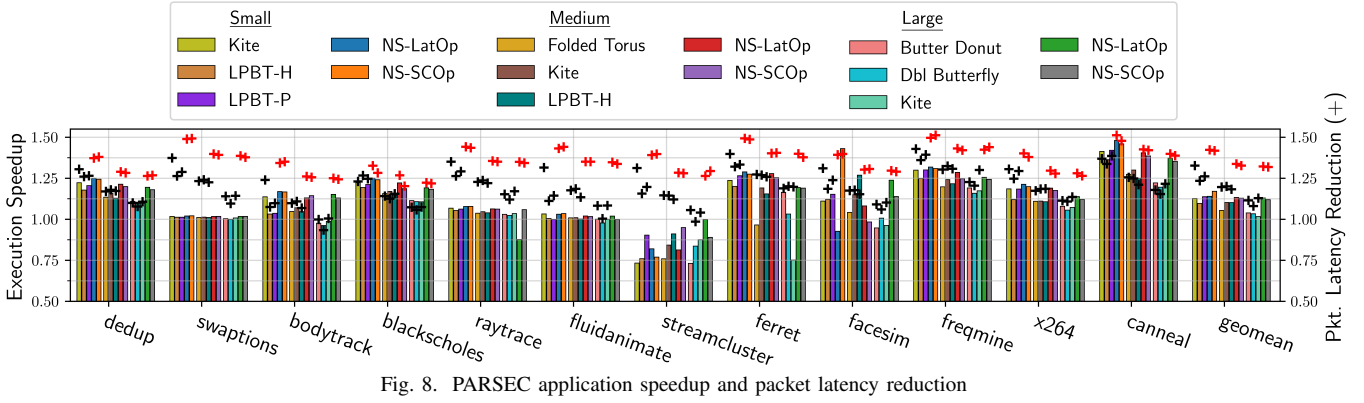 Small Medium Large
Kite NS-LatOp Folded Torus NS-LatOp Butter Donut NS-LatOp
LPBT-H NS-SCOp Kite NS-SCOp Dbl Butterfly NS-SCOp
LPBT-P LPBT-H Kite
Execution Speedup
1.50 1.50
1.25 1.25
1.00 1.00
0.75 0.75
0.50 0.50
Pkt. Latency Reduction (+)
dedup swaptions bodytrack blackscholes raytrace fluidanimate streamcluster ferret facesim freqmine x264 canneal geomean
Fig. 8. PARSEC application speedup and packet latency reduction